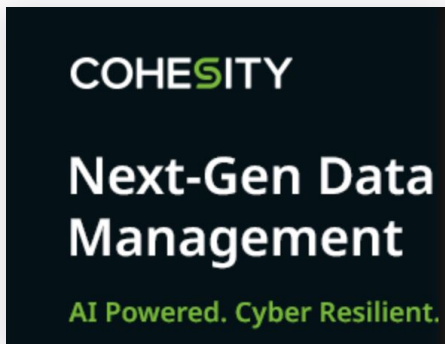 COHESITY
Next-Gen Data
Management
AI Powered. Cyber Resilient.